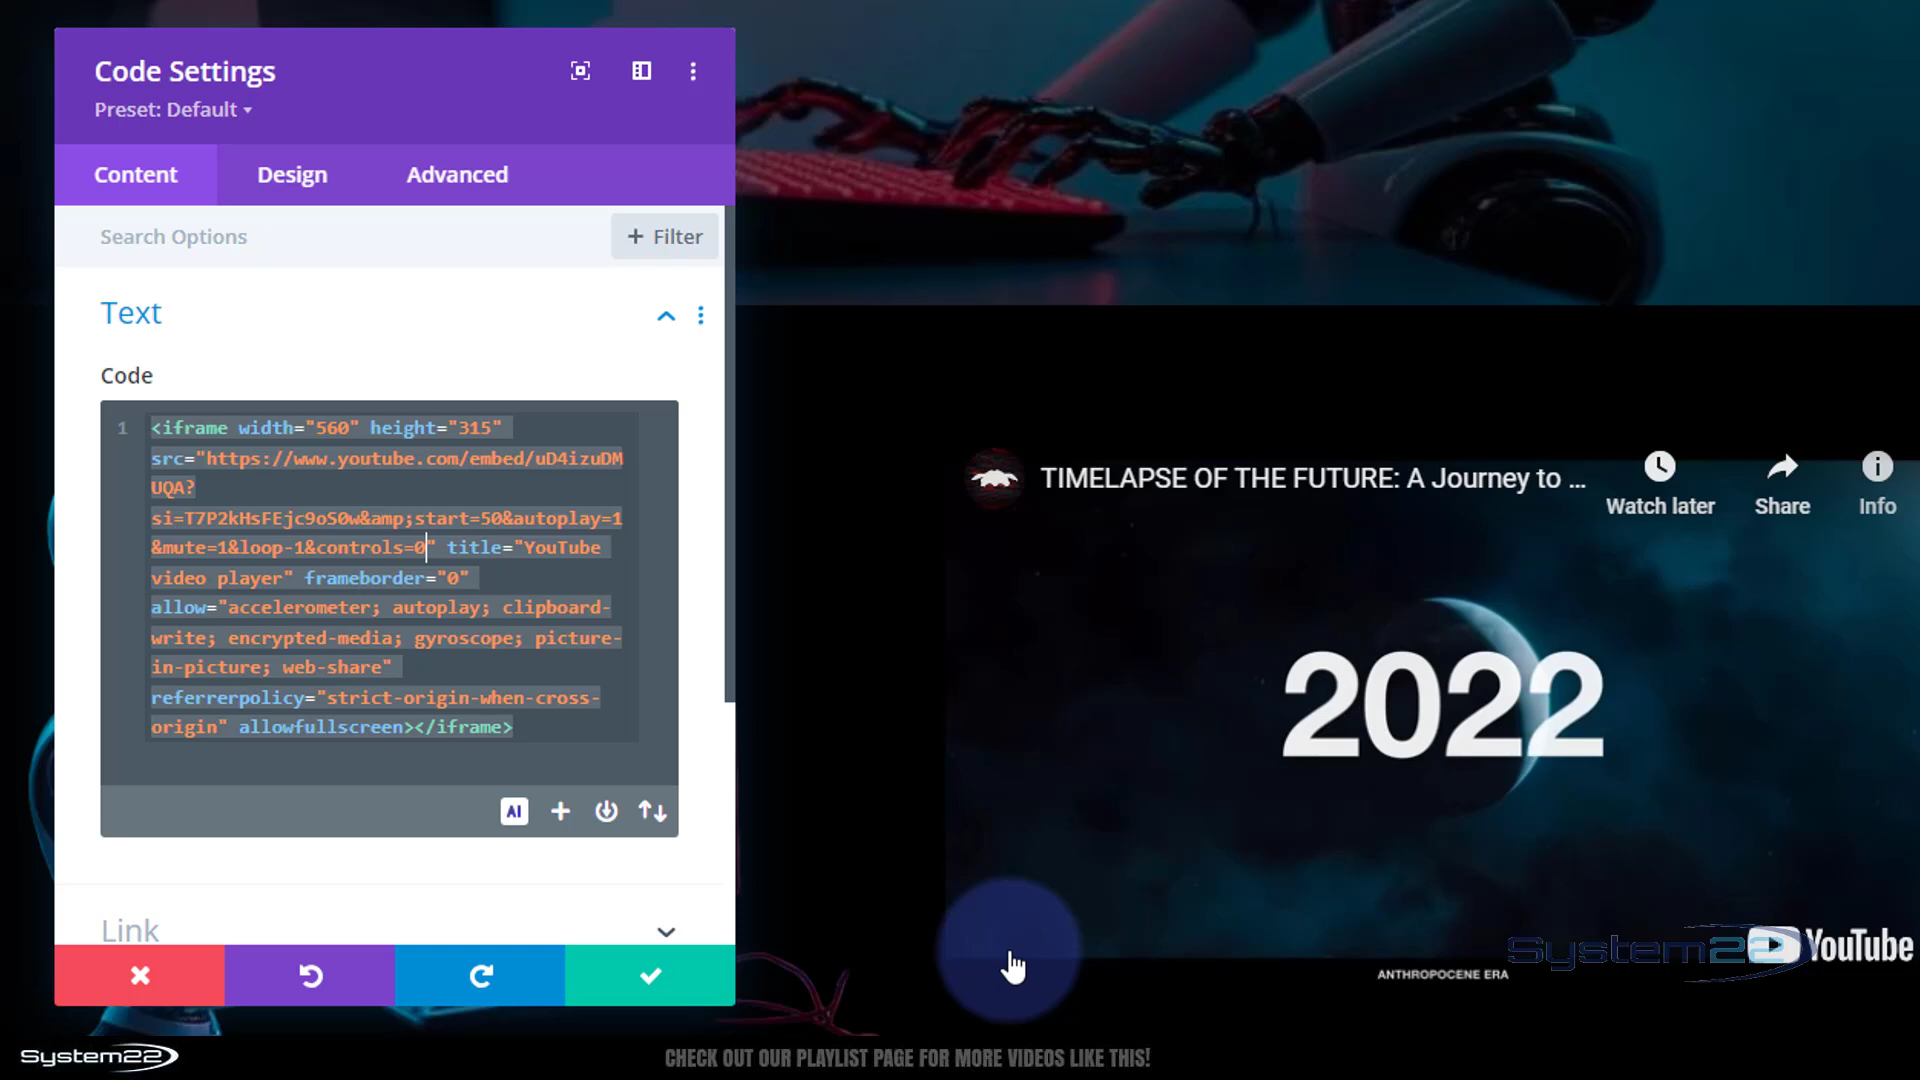 Code Settings
Preset: Default
Content Design Advanced
Search Options
+ Filter
Text
Code
1
<iframe width="560" height="315"
src="https://www.youtube.com/embed/uD4izuDM
UQA?
si=T7P2kHsFEjc9oS0w&amp;start=50&autoplay=1
&mute=1&loop-1&controls=0" title="YouTube
video player" frameborder="0"
allow="accelerometer; autoplay; clipboard-
write; encrypted-media; gyroscope; picture-
in-picture; web-share"
referrerpolicy="strict-origin-when-cross-
origin" allowfullscreen></iframe>
AI
Link
TIMELAPSE OF THE FUTURE: A Journey to ...
Watch later
Share
Info
2022
YouTube
System22
ANTHROPOCENE ERA
System22
CHECK OUT OUR PLAYLIST PAGE FOR MORE VIDEOS LIKE THIS!